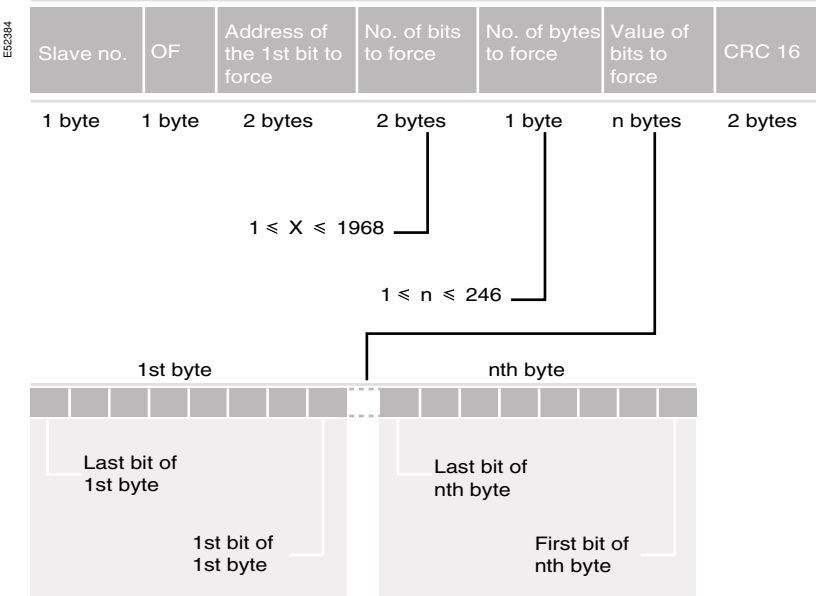 E52384
Slave no.
OF
Address of
the 1st bit to
force
No. of bits
to force
No. of bytes
to force
Value of
bits to
force
CRC 16
1 byte
1 byte
2 bytes
2 bytes
1 byte
n bytes
2 bytes
1 ⩽ X ⩽ 1968
1 ⩽ n ⩽ 246
1st byte
nth byte
Last bit of
1st byte
Last bit of
nth byte
1st bit of
1st byte
First bit of
nth byte